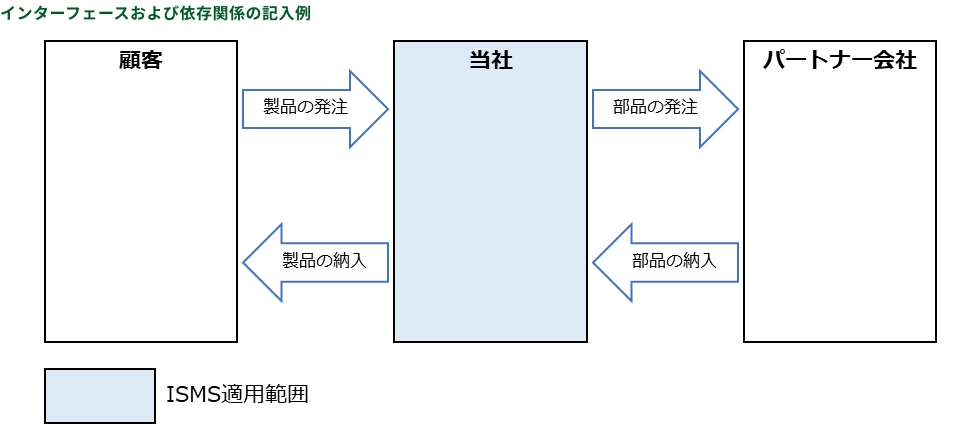 インターフェースおよび依存関係の記入例
顧客
当社
パートナー会社
製品の発注
部品の発注
製品の納入
部品の納入
ISMS適用範囲